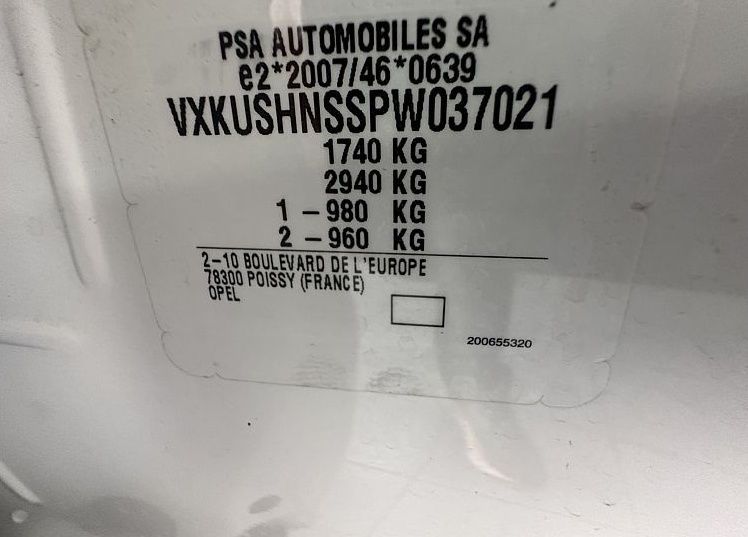 PSA AUTOMOBILES SA
e2*2007/46*0639
VXKUSHNSSPW037021
1740 KG
2940 KG
1 -980 KG
2 -960 KG
2-10 BOULEVARD DE L'EUROPE
78300 POISSY (FRANCE)
OPEL
200655320